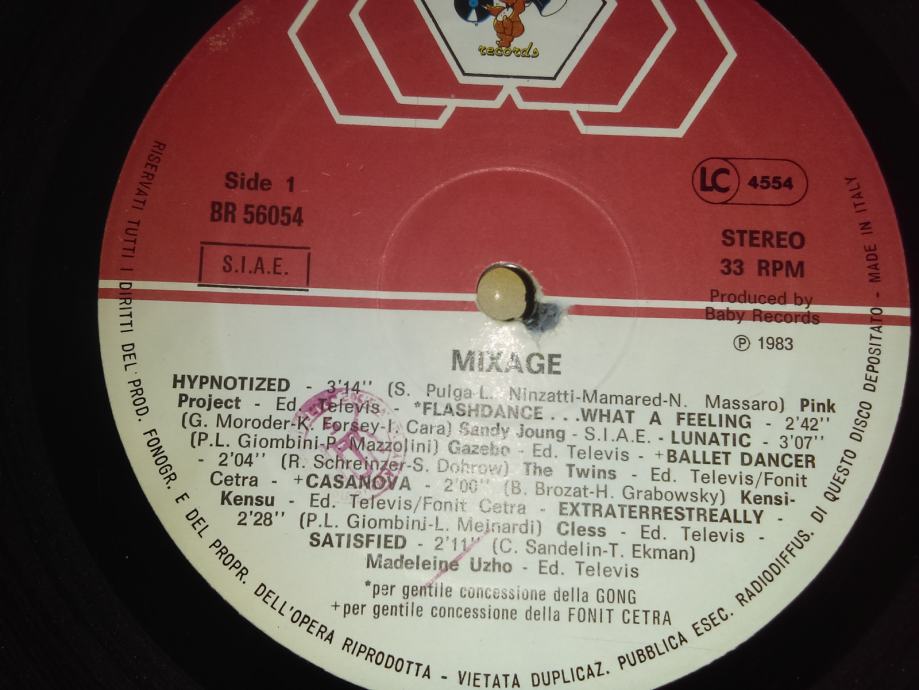 records
Side 1
BR 56054
S.I.A.E.
LC 4554
STEREO
33 RPM
Produced by
Baby Records
Ⓟ 1983
MIXAGE
HYPNOTIZED - 3'14'' (S. Pulga-L. Ninzatti-Mamared-N. Massaro) Pink
Project - Ed. Televis - *FLASHDANCE...WHAT A FEELING - 2'42''
(G. Moroder-K. Forsey-I. Cara) Sandy Joung - S.I.A.E. - LUNATIC - 3'07''
(P.L. Giombini-P. Mazzolini) Gazebo - Ed. Televis - +BALLET DANCER
- 2'04'' (R. Schreinzer-S. Dohrow) The Twins - Ed. Televis/Fonit
Cetra - +CASANOVA - 2'00'' (B. Brozat-H. Grabowsky) Kensi-
Kensu - Ed. Televis/Fonit Cetra - EXTRATERRESTREALLY -
2'28'' (P.L. Giombini-L. Meinardi) Cless - Ed. Televis -
SATISFIED - 2'11'' (C. Sandelin-T. Ekman)
Madeleine Uzho - Ed. Televis
*per gentile concessione della GONG
+per gentile concessione della FONIT CETRA
RISERVATI TUTTI I DIRITTI DEL PROD. FONOGR. E DEL PROPR. DELL'OPERA RIPRODOTTA - VIETATA DUPLICAZ. PUBBLICA ESEC. RADIODIFFUS. DI QUESTO DISCO DEPOSITATO - MADE IN ITALY